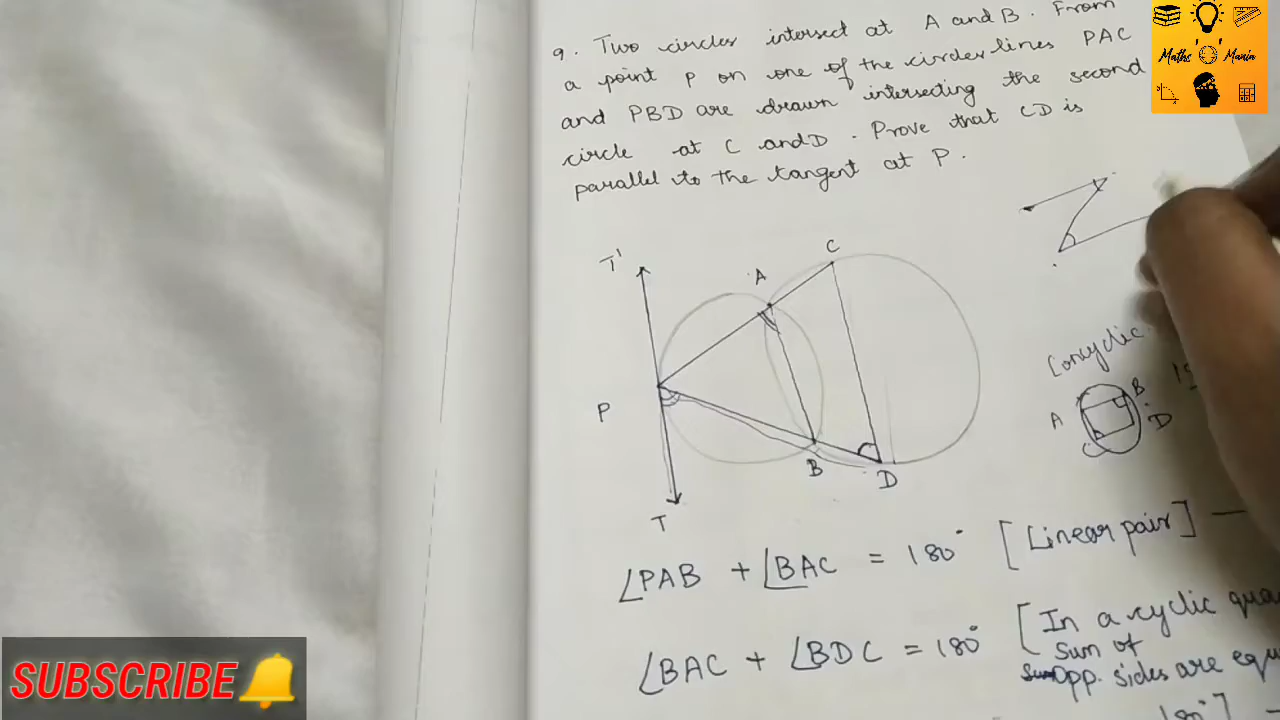 9. Two circles intersect at A and B. From
a point P on one of the circles lines PAC
and PBD are drawn intersecting the second
circle at C and D. Prove that CD is
parallel to the tangent at P.
Maths Mania
T'
C
A
P
B
D
T
Concyclic
A
B
D
C
∠PAB + ∠BAC = 180° [Linear pair] —
∠BAC + ∠BDC = 180° [In a cyclic
Sum of
Opp. sides are
180°] -
SUBSCRIBE